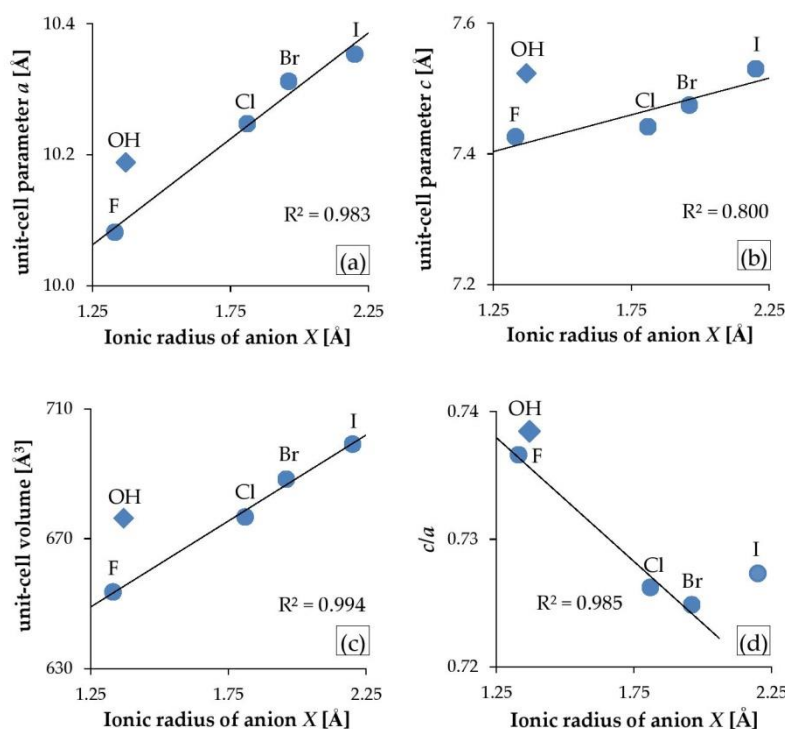 10.4
10.2
10.0
unit-cell parameter a [Å]
F
OH
Cl
Br
I
R² = 0.983
(a)
1.25
1.75
2.25
Ionic radius of anion X [Å]
7.6
7.4
7.2
unit-cell parameter c [Å]
OH
F
Cl
Br
I
R² = 0.800
(b)
1.25
1.75
2.25
Ionic radius of anion X [Å]
710
670
630
unit-cell volume [Å³]
OH
F
Cl
Br
I
R² = 0.994
(c)
1.25
1.75
2.25
Ionic radius of anion X [Å]
0.74
0.73
0.72
c/a
OH
F
Cl
Br
I
R² = 0.985
(d)
1.25
1.75
2.25
Ionic radius of anion X [Å]